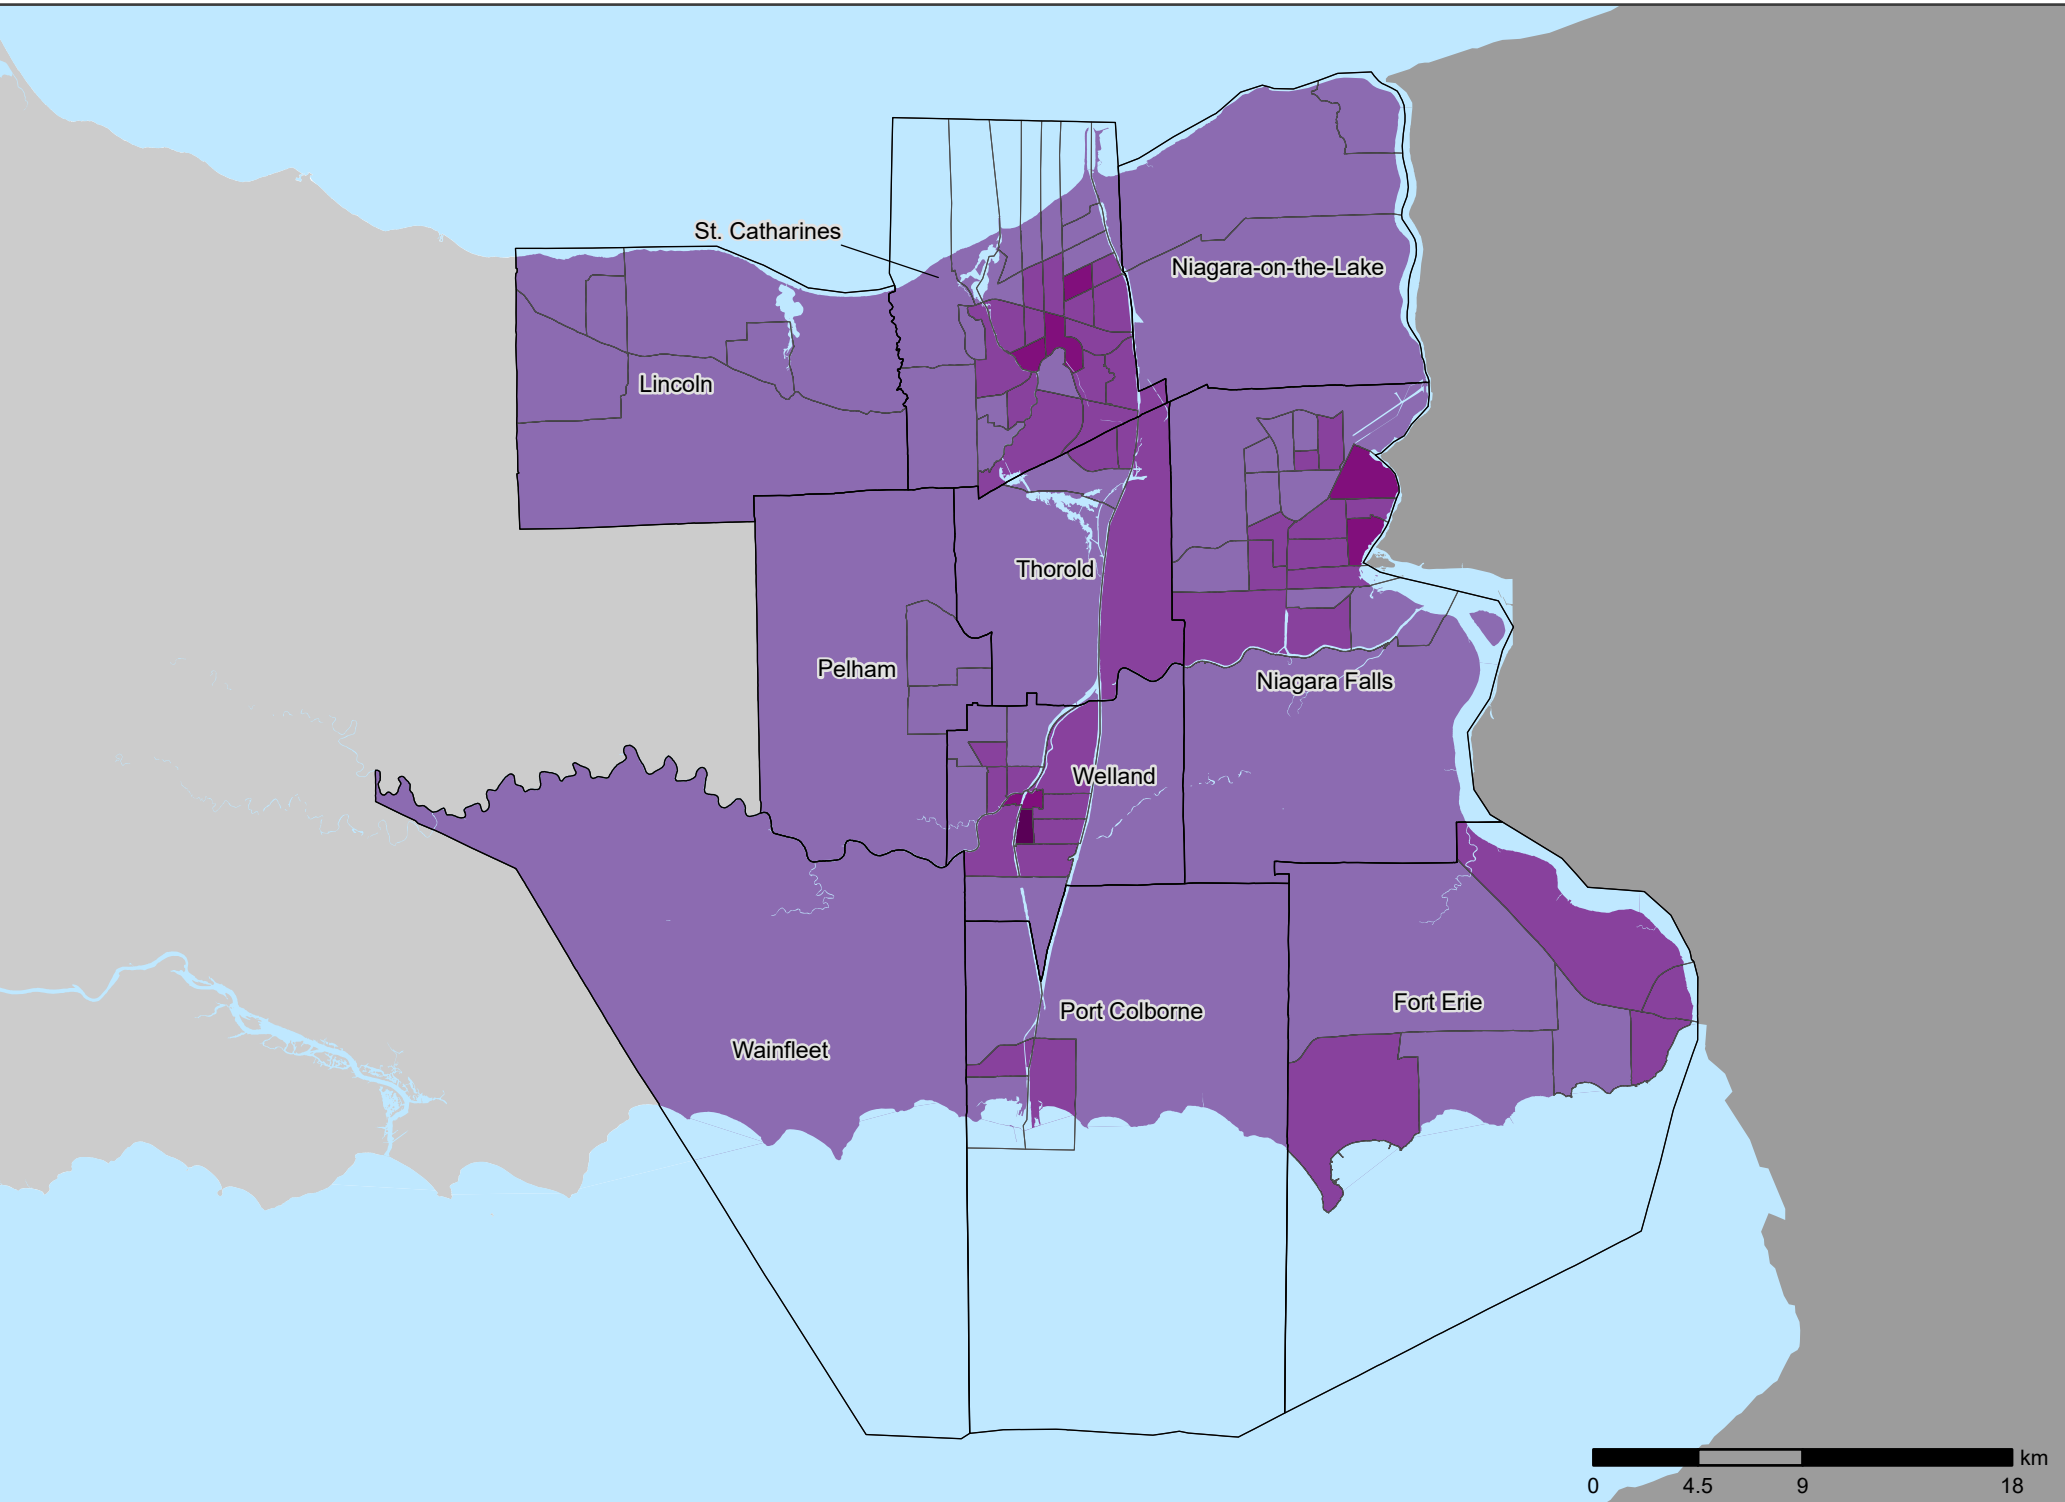 St. Catharines
Niagara-on-the-Lake
Lincoln
Thorold
Pelham
Niagara Falls
Welland
Fort Erie
Port Colborne
Wainfleet
km
0 4.5 9 18